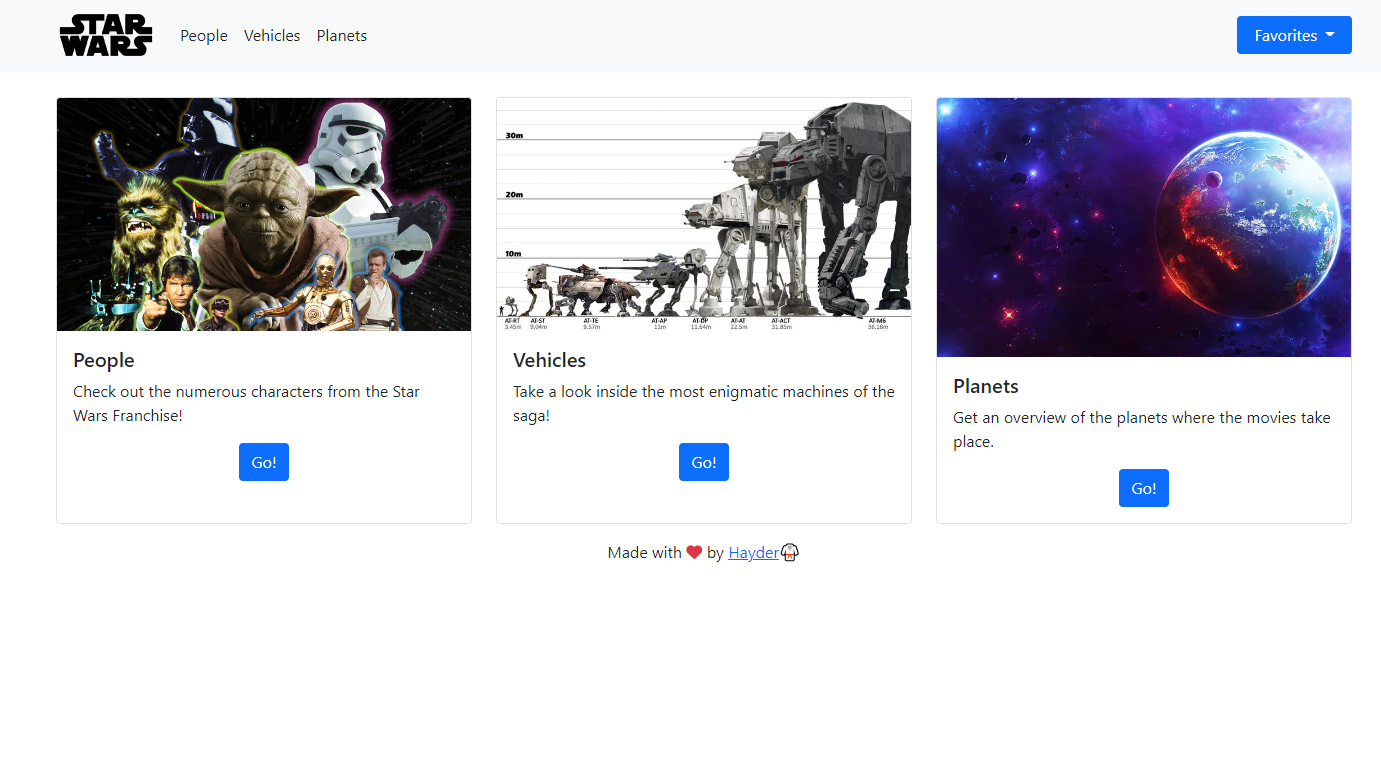 STAR
WARS
People
Vehicles
Planets
Favorites
30m
20m
10m
AT-RT
3.45m
AT-ST
9.04m
AT-TE
9.57m
AT-AP
11m
AT-DP
11.64m
AT-AT
22.5m
AT-ACT
31.85m
AT-M6
36.18m
People
Check out the numerous characters from the Star
Wars Franchise!
Go!
Vehicles
Take a look inside the most enigmatic machines of the
saga!
Go!
Planets
Get an overview of the planets where the movies take
place.
Go!
Made with ❤ by Hayder